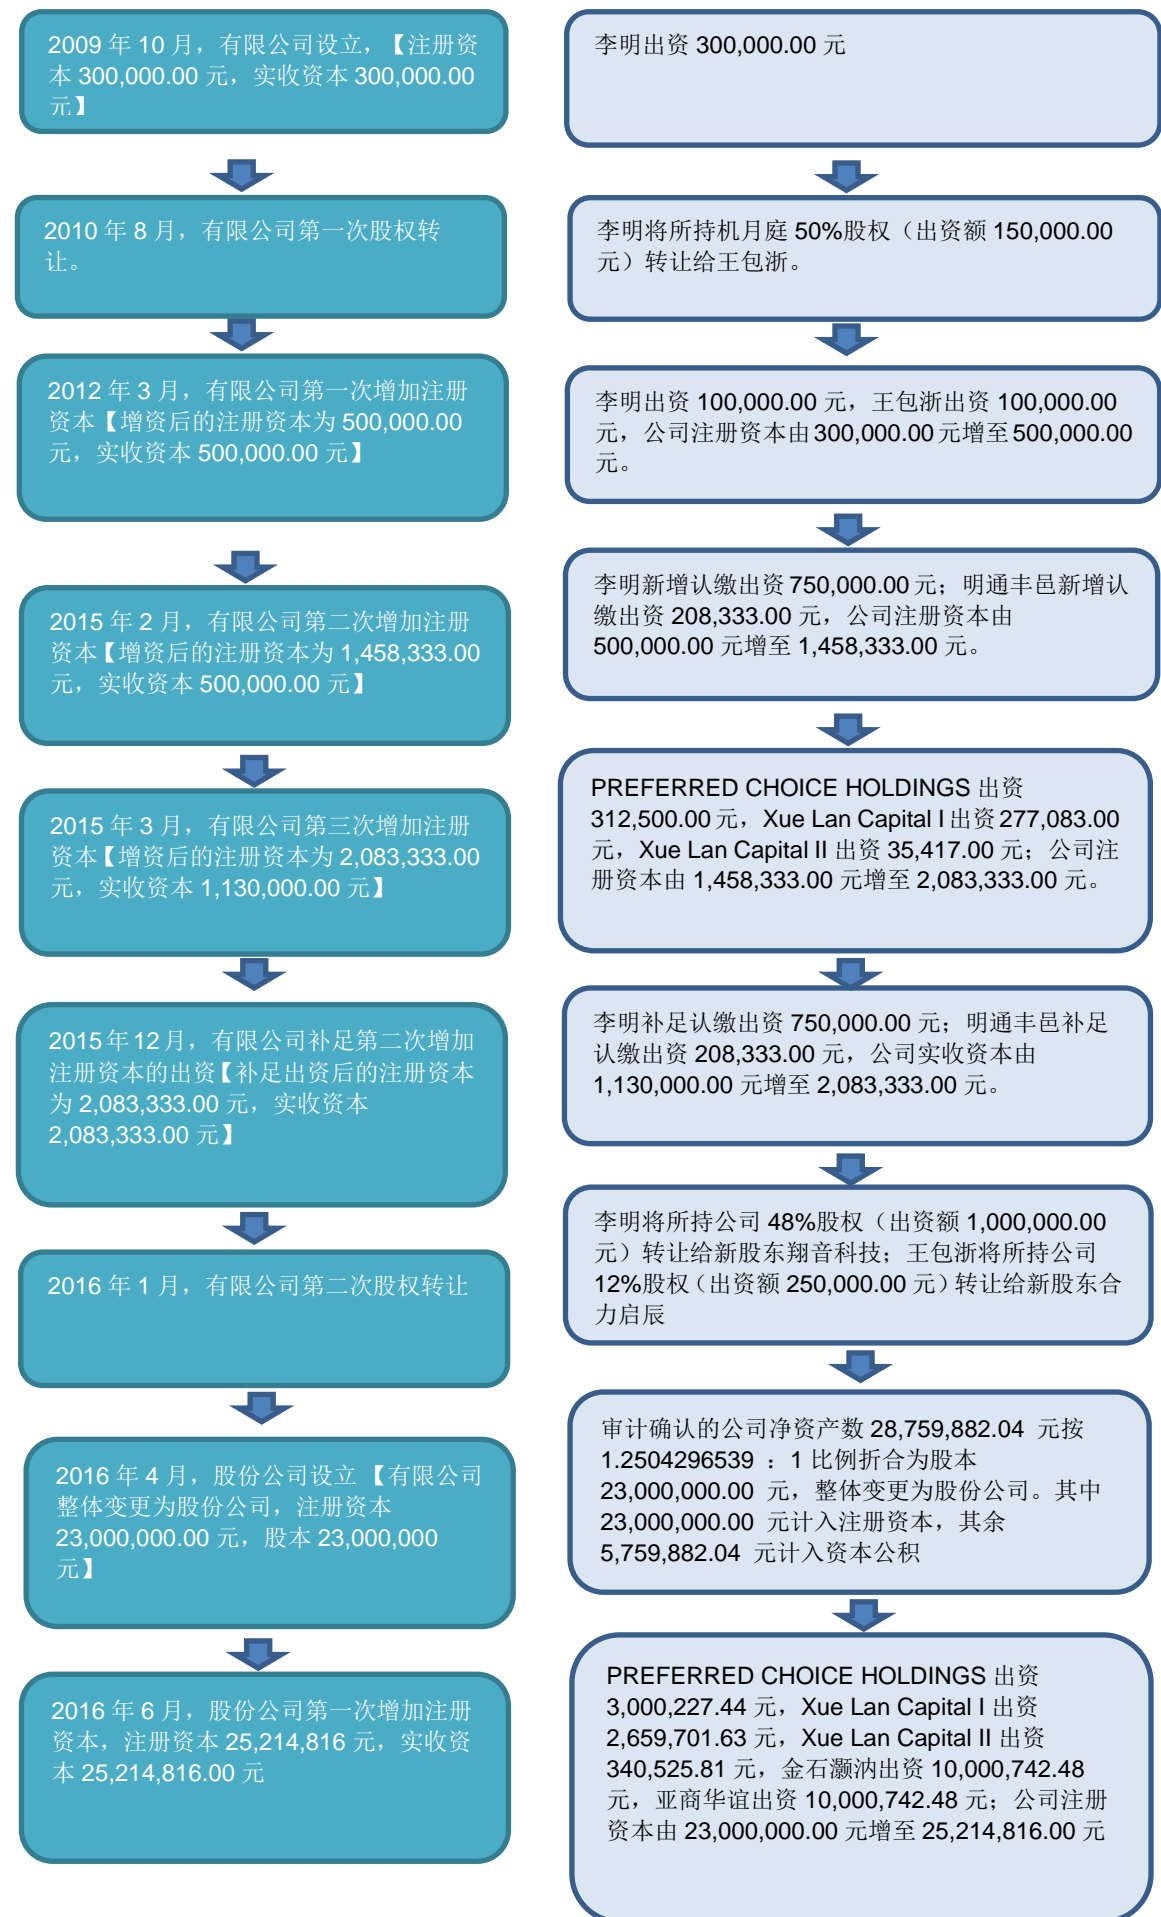 2009 年 10 月，有限公司设立，【注册资
本 300,000.00 元，实收资本 300,000.00
元】
李明出资 300,000.00 元
2010 年 8 月，有限公司第一次股权转
让。
李明将所持机月庭 50%股权（出资额 150,000.00
元）转让给王包浙。
2012 年 3 月，有限公司第一次增加注册
资本【增资后的注册资本为 500,000.00
元，实收资本 500,000.00 元】
李明出资 100,000.00 元，王包浙出资 100,000.00
元，公司注册资本由 300,000.00 元增至 500,000.00
元。
2015 年 2 月，有限公司第二次增加注册
资本【增资后的注册资本为 1,458,333.00
元，实收资本 500,000.00 元】
李明新增认缴出资 750,000.00 元；明通丰邑新增认
缴出资 208,333.00 元，公司注册资本由
500,000.00 元增至 1,458,333.00 元。
2015 年 3 月，有限公司第三次增加注册
资本【增资后的注册资本为 2,083,333.00
元，实收资本 1,130,000.00 元】
PREFERRED CHOICE HOLDINGS 出资
312,500.00 元，Xue Lan Capital I 出资 277,083.00
元，Xue Lan Capital II 出资 35,417.00 元；公司注
册资本由 1,458,333.00 元增至 2,083,333.00 元。
2015 年 12 月，有限公司补足第二次增加
注册资本的出资【补足出资后的注册资本
为 2,083,333.00 元，实收资本
2,083,333.00 元】
李明补足认缴出资 750,000.00 元；明通丰邑补足
认缴出资 208,333.00 元，公司实收资本由
1,130,000.00 元增至 2,083,333.00 元。
2016 年 1 月，有限公司第二次股权转让
李明将所持公司 48%股权（出资额 1,000,000.00
元）转让给新股东翔音科技；王包浙将所持公司
12%股权（出资额 250,000.00 元）转让给新股东合
力启辰
2016 年 4 月，股份公司设立 【有限公司
整体变更为股份公司，注册资本
23,000,000.00 元，股本 23,000,000
元】
审计确认的公司净资产数 28,759,882.04 元按
1.2504296539 ：1 比例折合为股本
23,000,000.00 元，整体变更为股份公司。其中
23,000,000.00 元计入注册资本，其余
5,759,882.04 元计入资本公积
2016 年 6 月，股份公司第一次增加注册
资本，注册资本 25,214,816 元，实收资
本 25,214,816.00 元
PREFERRED CHOICE HOLDINGS 出资
3,000,227.44 元，Xue Lan Capital I 出资
2,659,701.63 元，Xue Lan Capital II 出资
340,525.81 元，金石灏汭出资 10,000,742.48
元，亚商华谊出资 10,000,742.48 元；公司注册
资本由 23,000,000.00 元增至 25,214,816.00 元